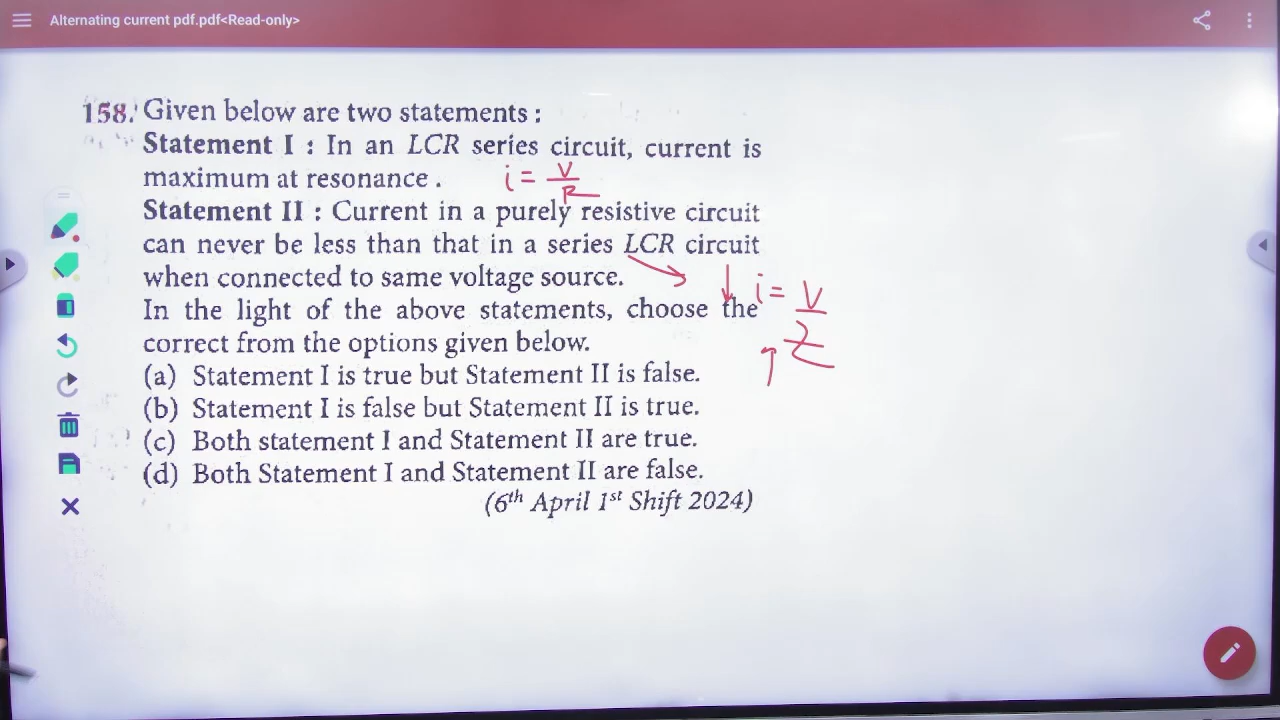 Alternating current pdf.pdf<Read-only>
158. Given below are two statements :
Statement I : In an LCR series circuit, current is
maximum at resonance .
i = V/R
Statement II : Current in a purely resistive circuit
can never be less than that in a series LCR circuit
when connected to same voltage source.
i = V/Z
In the light of the above statements, choose the
correct from the options given below.
(a) Statement I is true but Statement II is false.
(b) Statement I is false but Statement II is true.
(c) Both statement I and Statement II are true.
(d) Both Statement I and Statement II are false.
(6th April 1st Shift 2024)